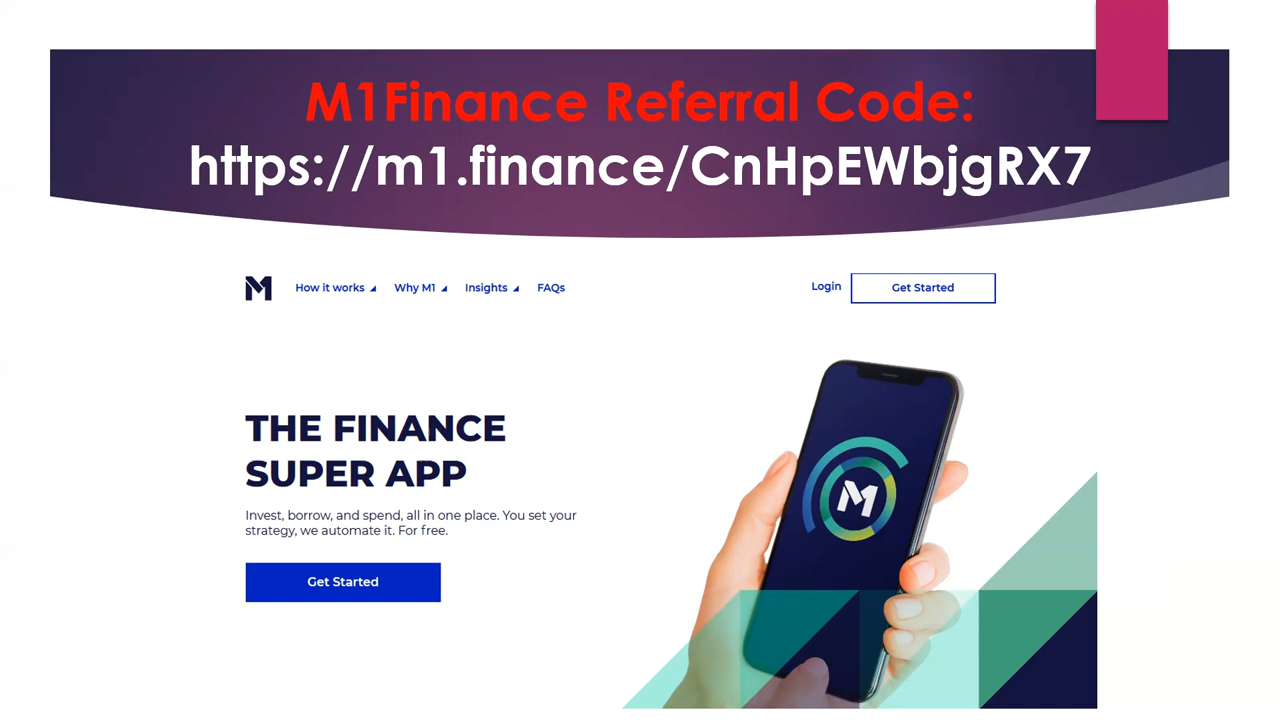 M1Finance Referral Code:
https://m1.finance/CnHpEWbjgRX7
M How it works Why M1 Insights FAQs Login Get Started
THE FINANCE
SUPER APP
Invest, borrow, and spend, all in one place. You set your
strategy, we automate it. For free.
Get Started
M